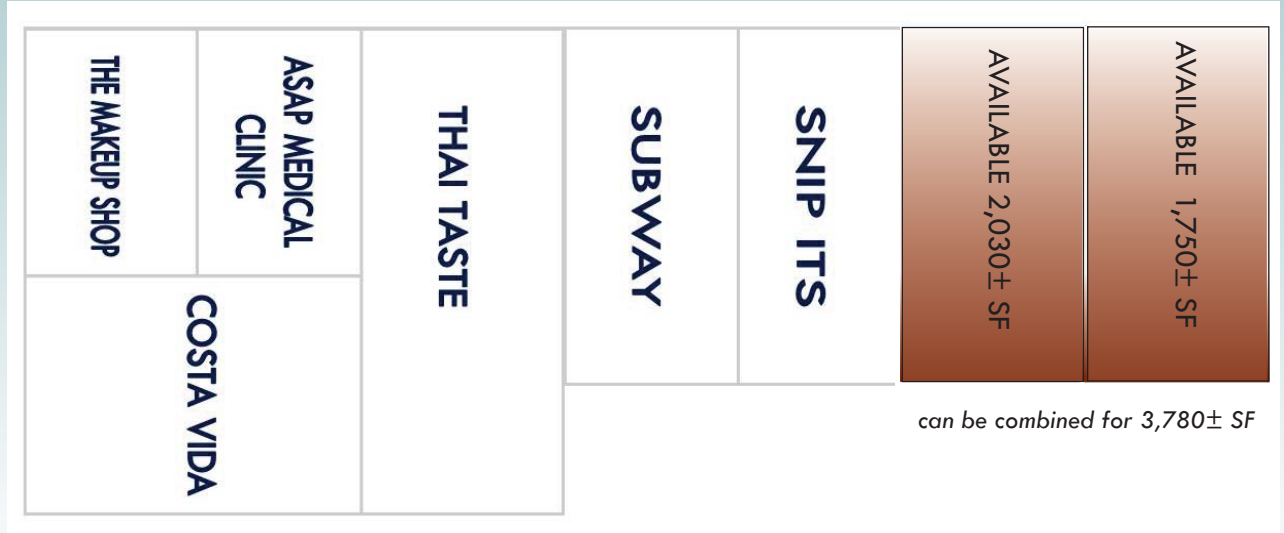 THE MAKEUP SHOP
ASAP MEDICAL
CLINIC
COSTA VIDA
THAI TASTE
SUBWAY
SNIP ITS
AVAILABLE 2,030± SF
AVAILABLE 1,750± SF
can be combined for 3,780± SF